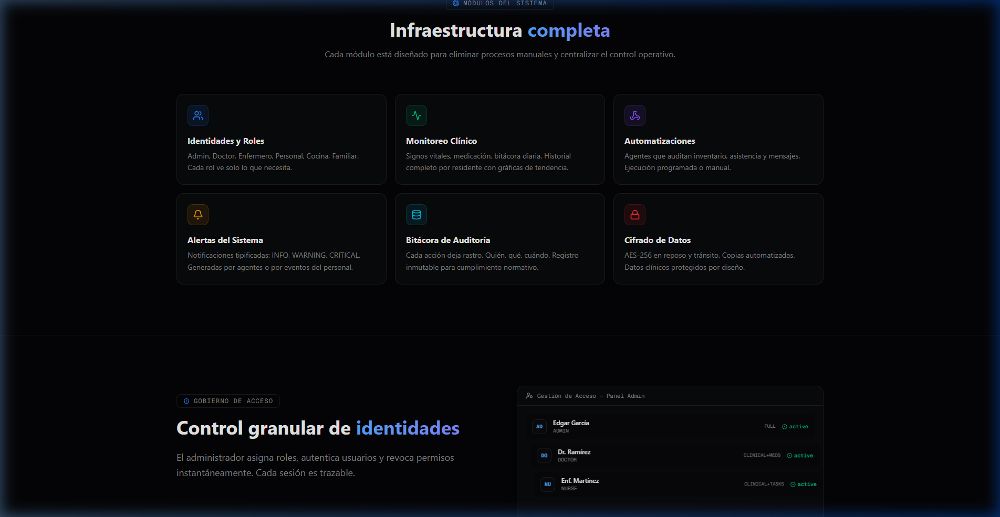 MÓDULOS DEL SISTEMA
Infraestructura completa
Cada módulo está diseñado para eliminar procesos manuales y centralizar el control operativo.
Identidades y Roles
Admin, Doctor, Enfermero, Personal, Cocina, Familiar.
Cada rol ve solo lo que necesita.
Monitoreo Clínico
Signos vitales, medicación, bitácora diaria. Historial
completo por residente con gráficas de tendencia.
Automatizaciones
Agentes que auditan inventario, asistencia y mensajes.
Ejecución programada o manual.
Alertas del Sistema
Notificaciones tipificadas: INFO, WARNING, CRITICAL.
Generadas por agentes o por eventos del personal.
Bitácora de Auditoría
Cada acción deja rastro. Quién, qué, cuándo. Registro
inmutable para cumplimiento normativo.
Cifrado de Datos
AES-256 en reposo y tránsito. Copias automatizadas.
Datos clínicos protegidos por diseño.
GOBIERNO DE ACCESO
Control granular de identidades
El administrador asigna roles, autentica usuarios y revoca permisos
instantáneamente. Cada sesión es trazable.
Gestión de Acceso — Panel Admin
AD
Edgar García
ADMIN
FULL
active
DO
Dr. Ramírez
DOCTOR
CLINICAL+MEDS
active
NU
Enf. Martínez
NURSE
CLINICAL+TASKS
active